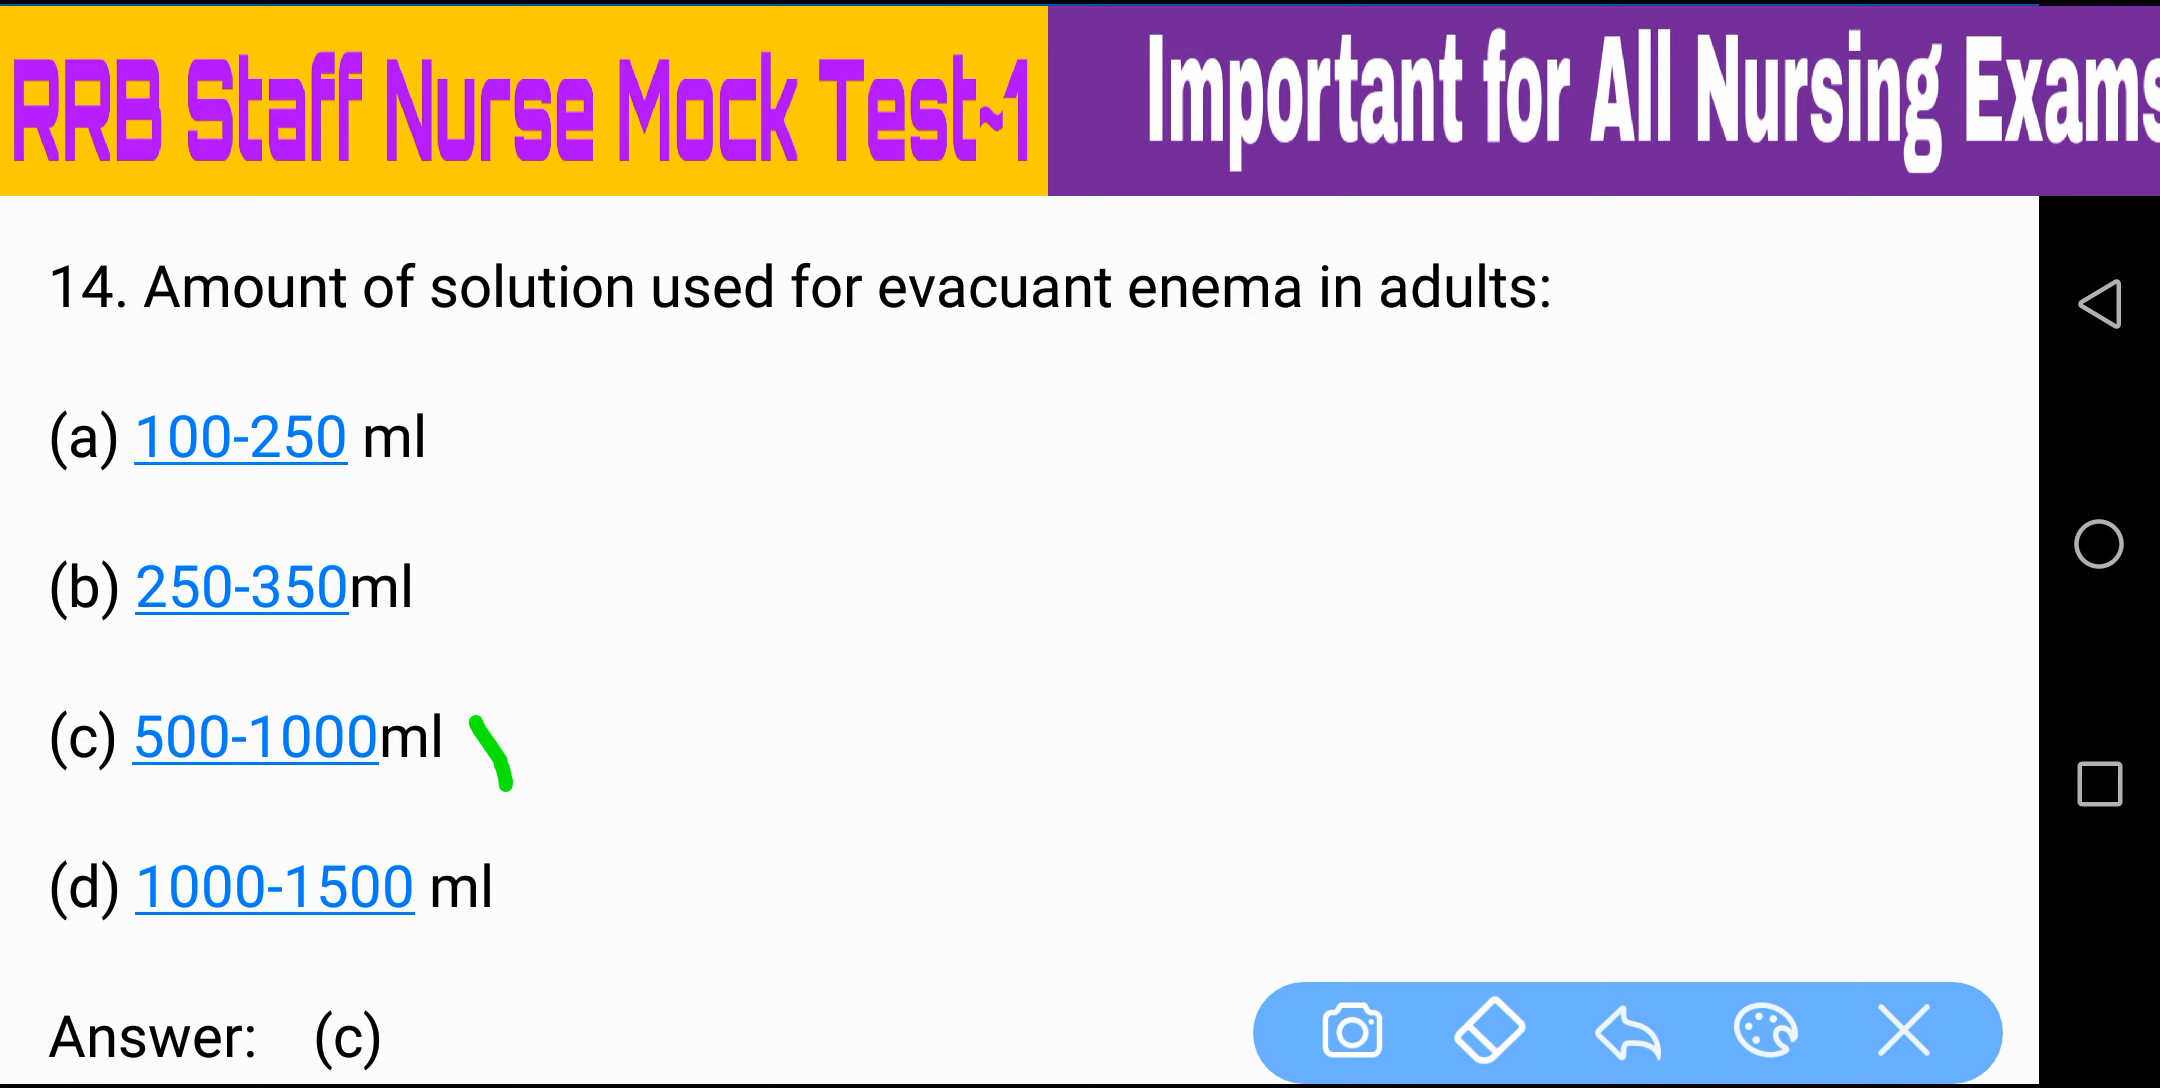 RRB Staff Nurse Mock Test~1
Important for All Nursing Exams
14. Amount of solution used for evacuant enema in adults:
(a) 100-250 ml
(b) 250-350ml
(c) 500-1000ml
(d) 1000-1500 ml
Answer: (c)